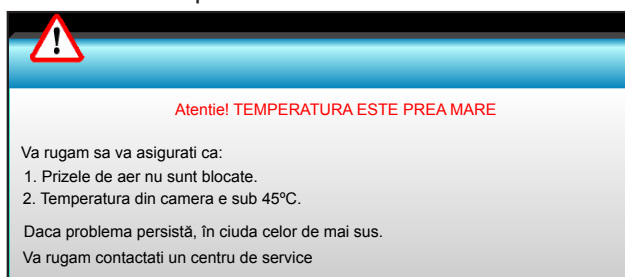 Atentie! TEMPERATURA ESTE PREA MARE
Va rugam sa va asigurati ca:
1. Prizele de aer nu sunt blocate.
2. Temperatura din camera e sub 45ºC.
Daca problema persistă, în ciuda celor de mai sus.
Va rugam contactati un centru de service